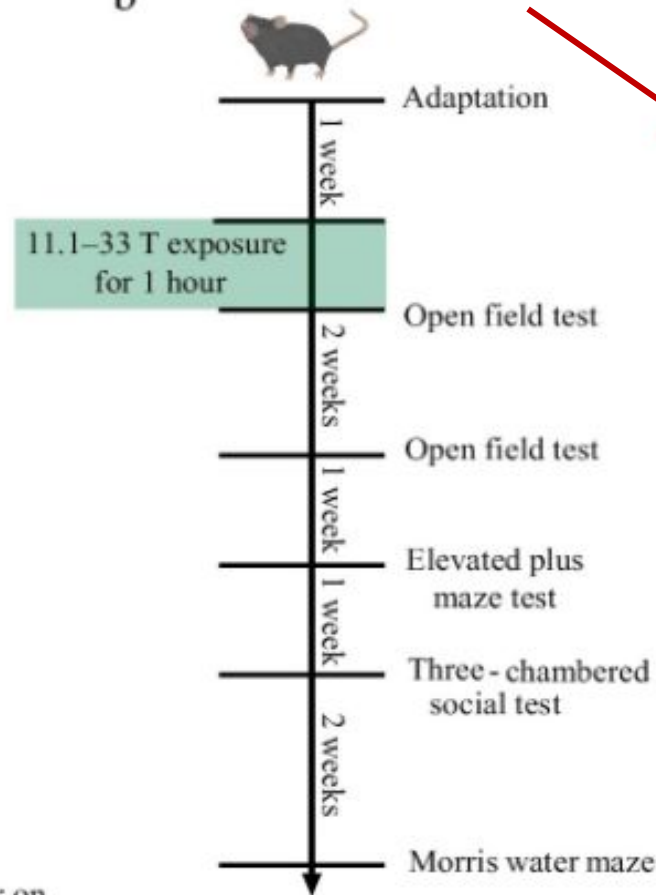 Adaptation
1 week
11.1–33 T exposure
for 1 hour
Open field test
2 weeks
Open field test
1 week
Elevated plus
maze test
1 week
Three - chambered
social test
2 weeks
Morris water maze